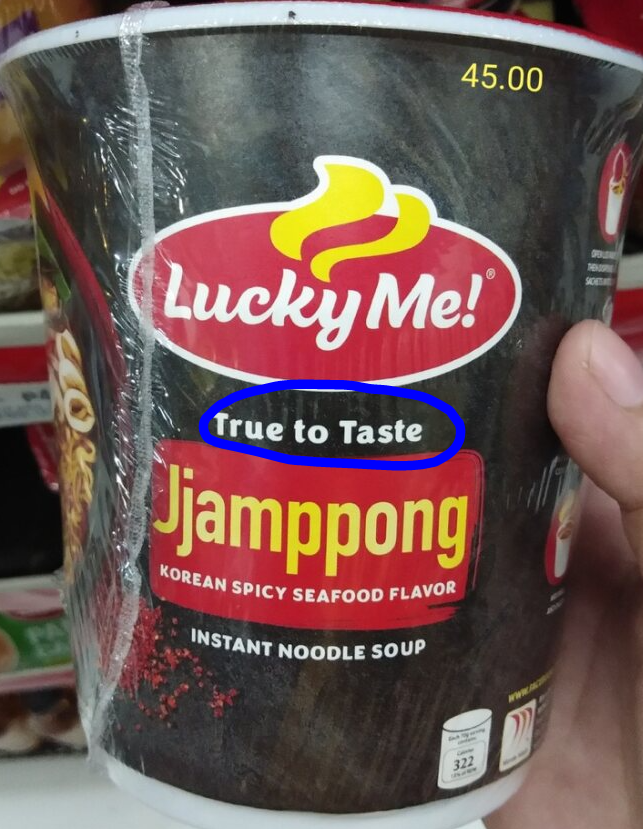 45.00
Lucky Me!®
True to Taste
Jjamppong
KOREAN SPICY SEAFOOD FLAVOR
INSTANT NOODLE SOUP
322